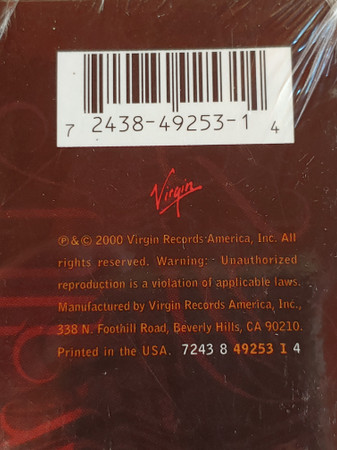 7 2438-49253-1 4
Virgin
℗ & © 2000 Virgin Records America, Inc. All
rights reserved. Warning: Unauthorized
reproduction is a violation of applicable laws.
Manufactured by Virgin Records America, Inc.,
338 N. Foothill Road, Beverly Hills, CA 90210.
Printed in the USA. 7243 8 49253 1 4